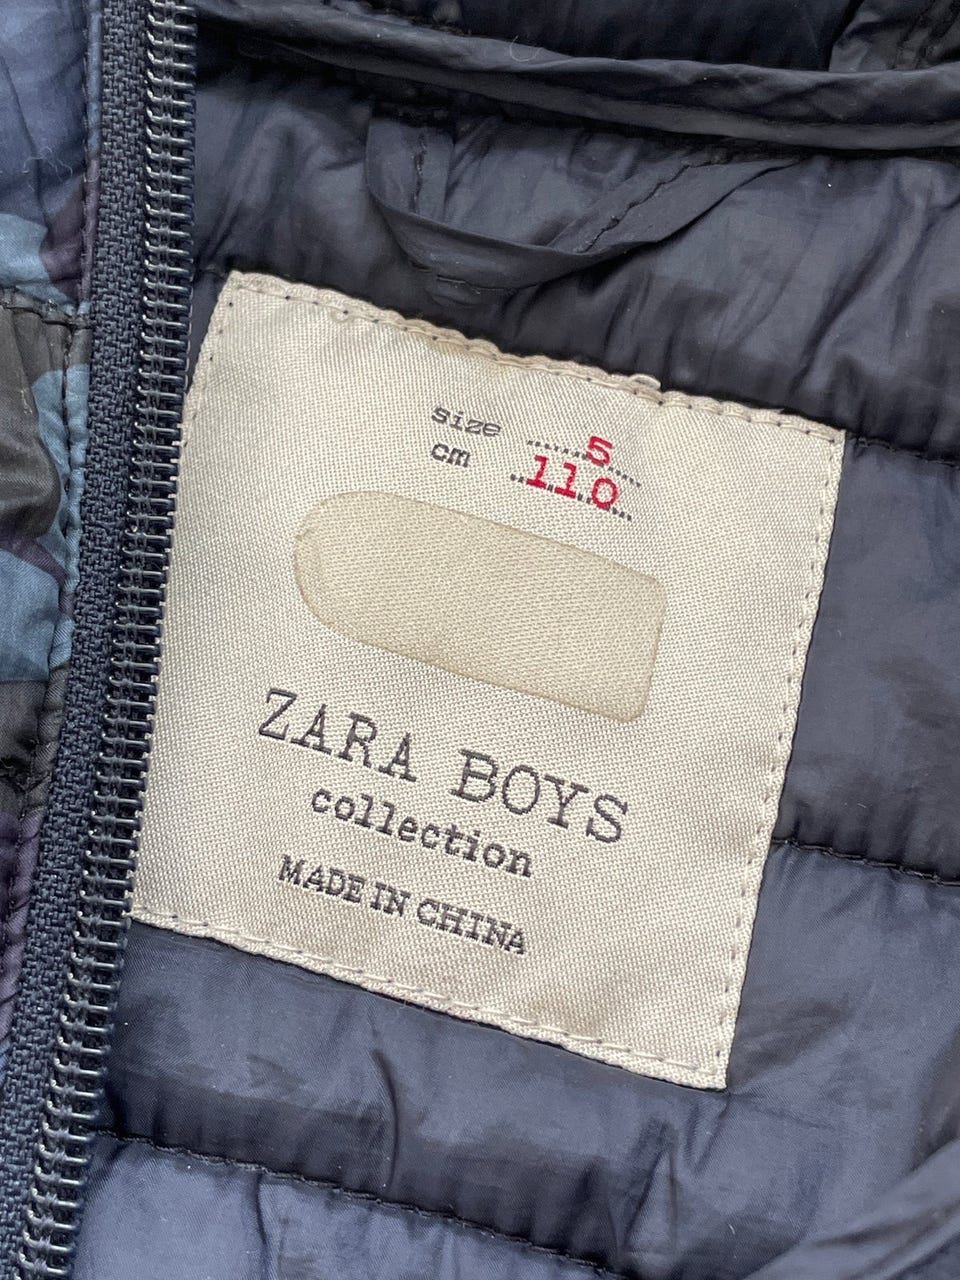 size 5
cm 110
ZARA BOYS
collection
MADE IN CHINA